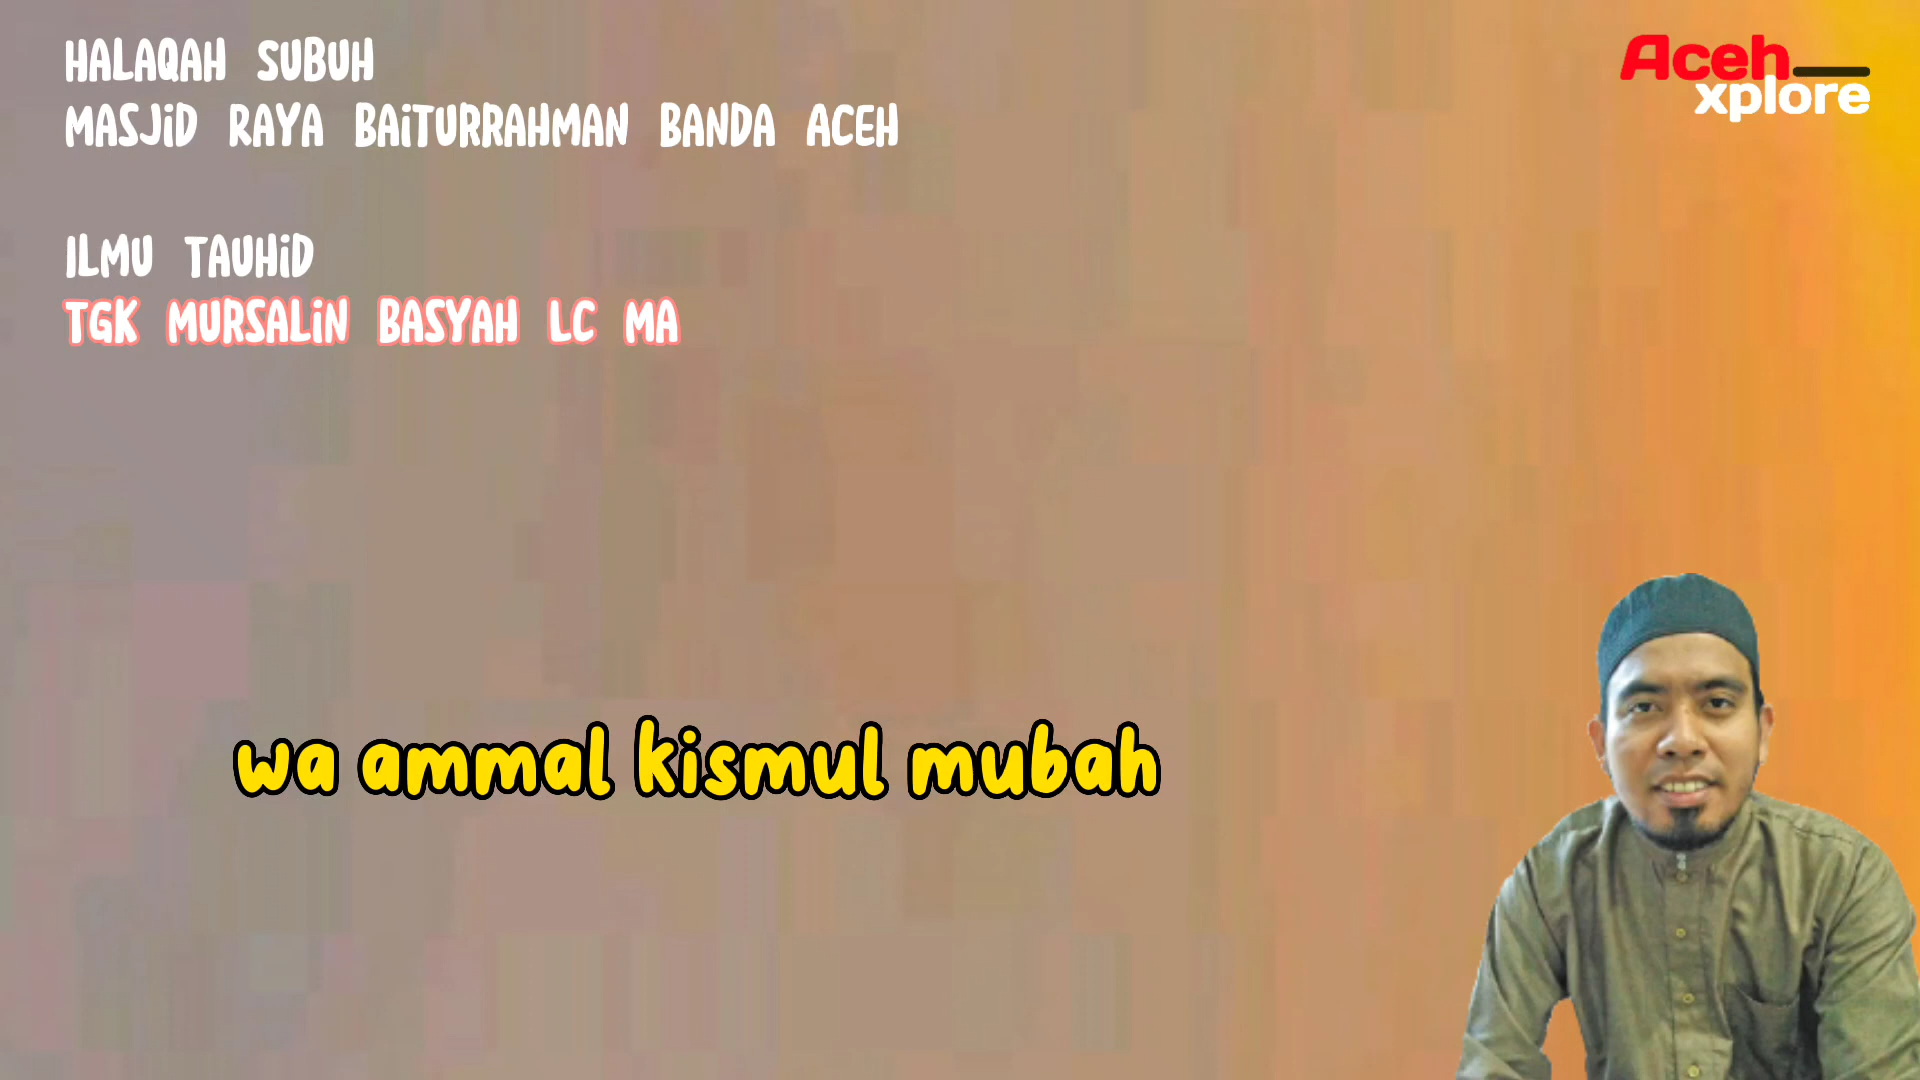 HALAQAH SUBUH
MASJiD RAYA BAiTURRAHMAN BANDA ACEH
ILMU TAUHiD
TGK MURSALiN BASYAH LC MA
Aceh
xplore
wa ammal kismul mubah